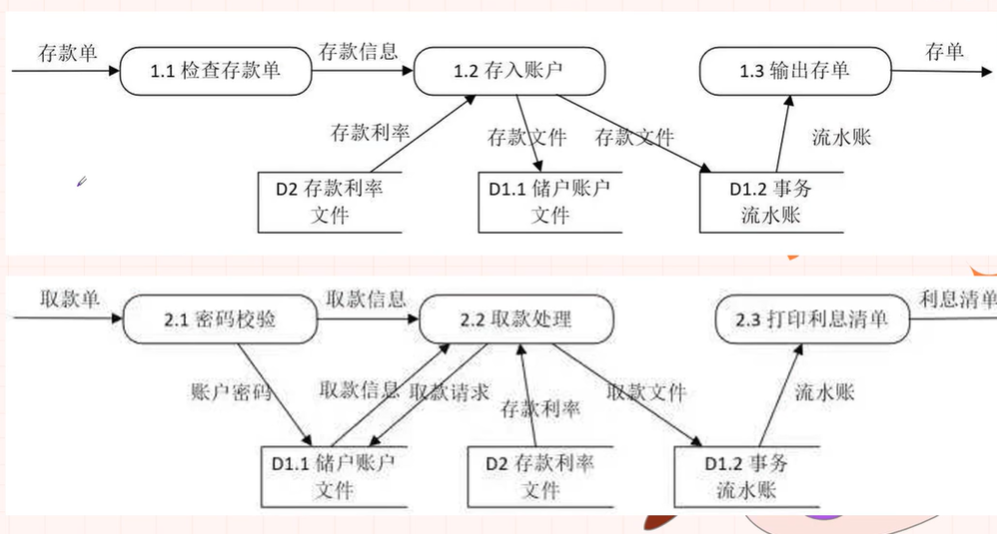 存款单
存款信息
存单
1.1 检查存款单
1.2 存入账户
1.3 输出存单
存款利率
存款文件
存款文件
流水账
D2 存款利率
文件
D1.1 储户账户
文件
D1.2 事务
流水账
取款单
取款信息
利息清单
2.1 密码校验
2.2 取款处理
2.3 打印利息清单
账户密码
取款信息
取款请求
存款利率
取款文件
流水账
D1.1 储户账户
文件
D2 存款利率
文件
D1.2 事务
流水账